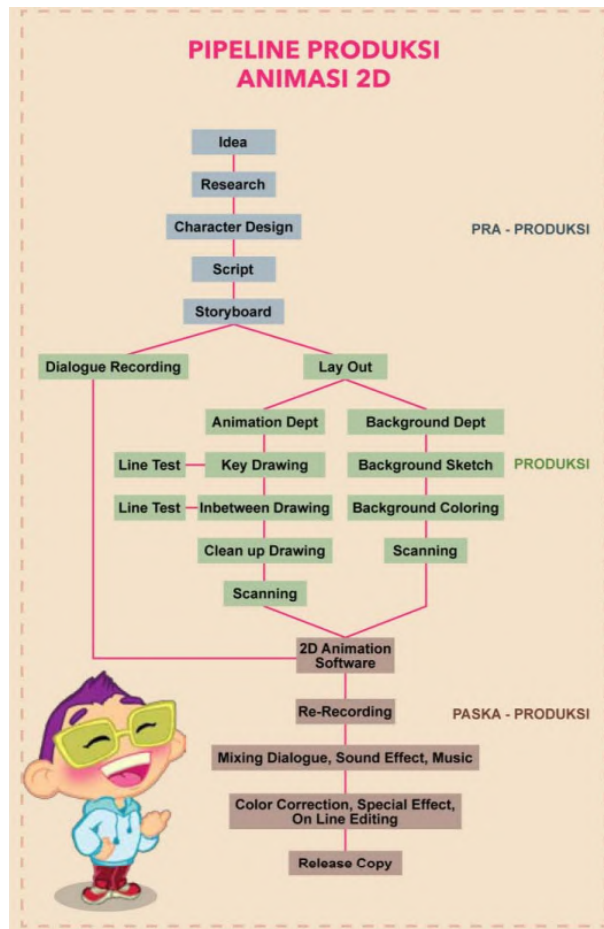 PIPELINE PRODUKSI
ANIMASI 2D
Idea
Research
Character Design
PRA - PRODUKSI
Script
Storyboard
Dialogue Recording
Lay Out
Animation Dept
Background Dept
Line Test
Key Drawing
Background Sketch
PRODUKSI
Line Test
Inbetween Drawing
Background Coloring
Clean up Drawing
Scanning
Scanning
2D Animation
Software
Re-Recording
PASKA - PRODUKSI
Mixing Dialogue, Sound Effect, Music
Color Correction, Special Effect,
On Line Editing
Release Copy